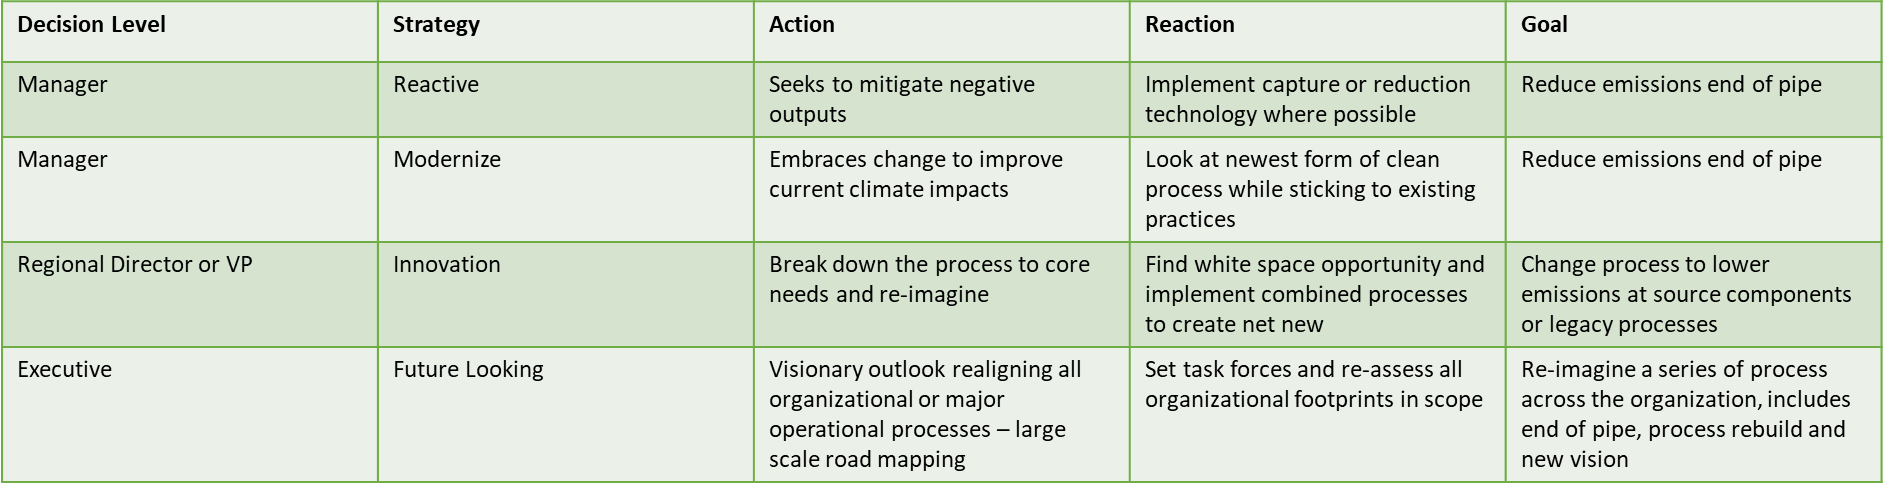 Decision Level
Strategy
Action
Reaction
Goal
Manager
Reactive
Seeks to mitigate negative
outputs
Implement capture or reduction
technology where possible
Reduce emissions end of pipe
Manager
Modernize
Embraces change to improve
current climate impacts
Look at newest form of clean
process while sticking to existing
practices
Reduce emissions end of pipe
Regional Director or VP
Innovation
Break down the process to core
needs and re-imagine
Find white space opportunity and
implement combined processes
to create net new
Change process to lower
emissions at source components
or legacy processes
Executive
Future Looking
Visionary outlook realigning all
organizational or major
operational processes – large
scale road mapping
Set task forces and re-assess all
organizational footprints in scope
Re-imagine a series of process
across the organization, includes
end of pipe, process rebuild and
new vision